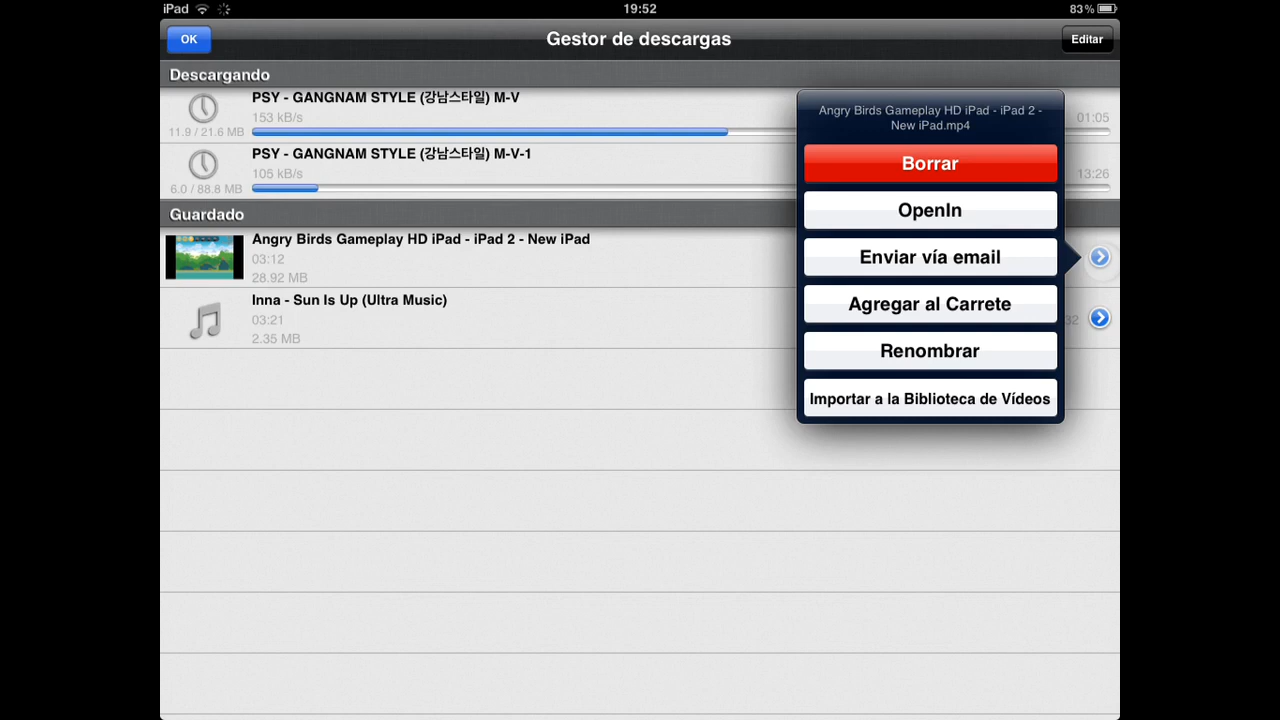 iPad
19:52
83%
OK
Gestor de descargas
Editar
Descargando
PSY - GANGNAM STYLE (강남스타일) M-V
153 kB/s
11.9 / 21.6 MB
01:05
PSY - GANGNAM STYLE (강남스타일) M-V-1
105 kB/s
6.0 / 88.8 MB
13:26
Guardado
Angry Birds Gameplay HD iPad - iPad 2 - New iPad
03:12
28.92 MB
Inna - Sun Is Up (Ultra Music)
03:21
2.35 MB
32
Angry Birds Gameplay HD iPad - iPad 2 -
New iPad.mp4
Borrar
OpenIn
Enviar vía email
Agregar al Carrete
Renombrar
Importar a la Biblioteca de Vídeos